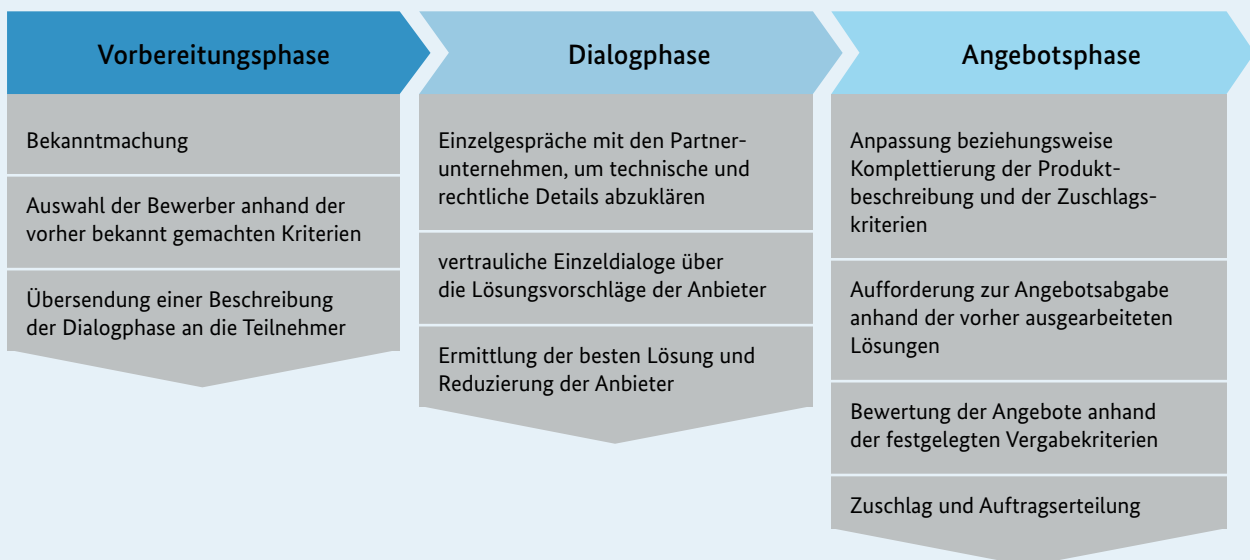 Vorbereitungsphase
Bekanntmachung
Auswahl der Bewerber anhand der
vorher bekannt gemachten Kriterien
Übersendung einer Beschreibung
der Dialogphase an die Teilnehmer
Dialogphase
Einzelgespräche mit den Partner-
unternehmen, um technische und
rechtliche Details abzuklären
vertrauliche Einzeldialoge über
die Lösungsvorschläge der Anbieter
Ermittlung der besten Lösung und
Reduzierung der Anbieter
Angebotsphase
Anpassung beziehungsweise
Komplettierung der Produkt-
beschreibung und der Zuschlags-
kriterien
Aufforderung zur Angebotsabgabe
anhand der vorher ausgearbeiteten
Lösungen
Bewertung der Angebote anhand
der festgelegten Vergabekriterien
Zuschlag und Auftragserteilung